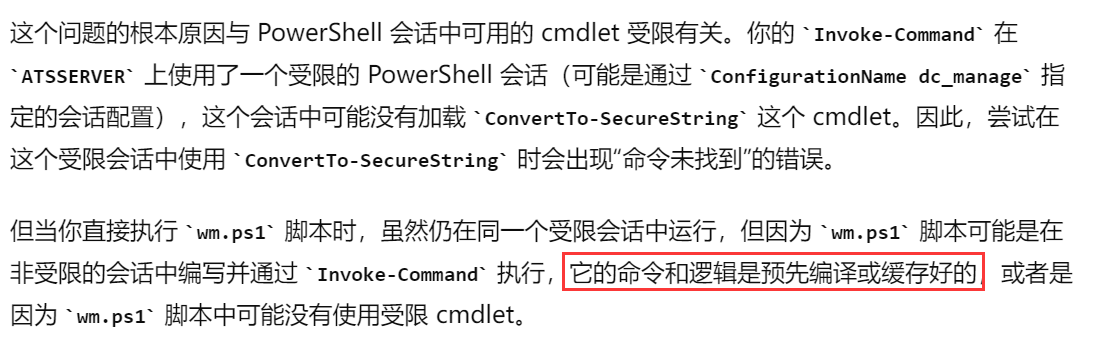 这个问题的根本原因与 PowerShell 会话中可用的 cmdlet 受限有关。你的 `Invoke-Command` 在
`ATSSERVER` 上使用了一个受限的 PowerShell 会话（可能是通过 `ConfigurationName dc_manage` 指
定的会话配置），这个会话中可能没有加载 `ConvertTo-SecureString` 这个 cmdlet。因此，尝试在
这个受限会话中使用 `ConvertTo-SecureString` 时会出现“命令未找到”的错误。
但当你直接执行 `wm.ps1` 脚本时，虽然仍在同一个受限会话中运行，但因为 `wm.ps1` 脚本可能是在
非受限的会话中编写并通过 `Invoke-Command` 执行，它的命令和逻辑是预先编译或缓存好的，或者是
因为 `wm.ps1` 脚本中可能没有使用受限 cmdlet。